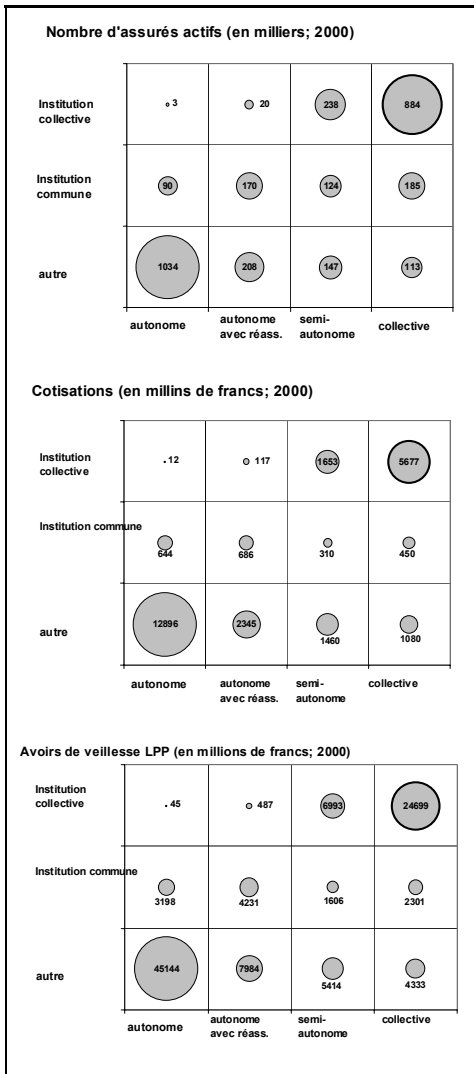 Nombre d'assurés actifs (en milliers; 2000)
Institution
collective
3
20
238
884
Institution
commune
90
170
124
185
autre
1034
208
147
113
autonome
autonome
avec réass.
semi-
autonome
collective
Cotisations (en millins de francs; 2000)
Institution
collective
12
117
1653
5677
Institution commune
644
686
310
450
autre
12896
2345
1460
1080
autonome
autonome
avec réass.
semi-
autonome
collective
Avoirs de veillesse LPP (en millions de francs; 2000)
Institution
collective
45
487
6993
24699
Institution commune
3198
4231
1606
2301
autre
45144
7984
5414
4333
autonome
autonome
avec réass.
semi-
autonome
collective